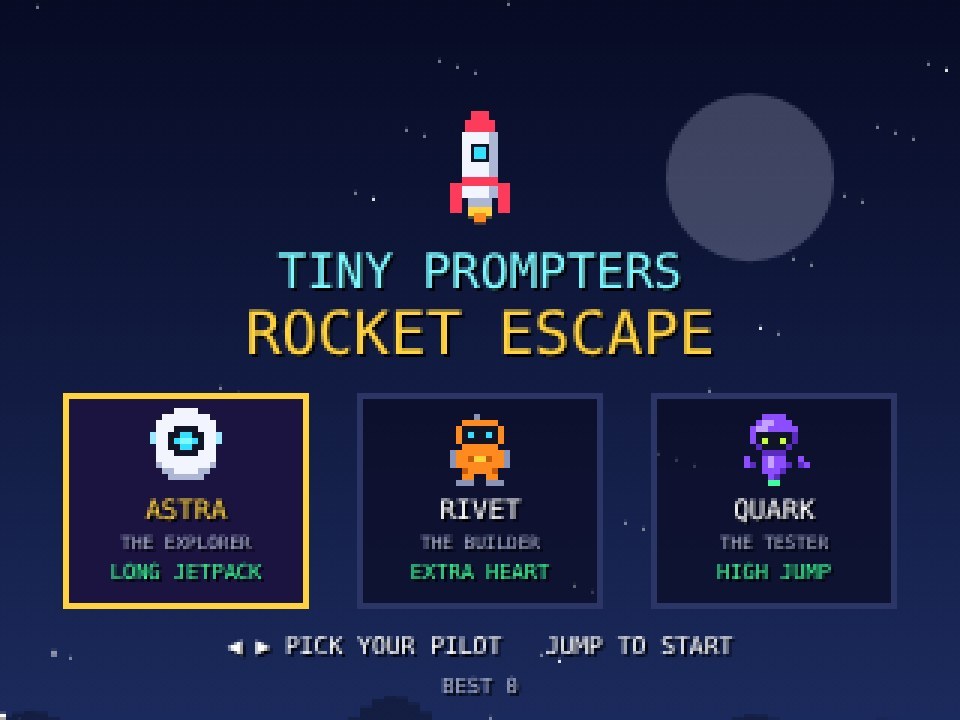 TINY PROMPTERS
ROCKET ESCAPE
ASTRA
THE EXPLORER
LONG JETPACK
RIVET
THE BUILDER
EXTRA HEART
QUARK
THE TESTER
HIGH JUMP
◀ ▶ PICK YOUR PILOT JUMP TO START
BEST 8